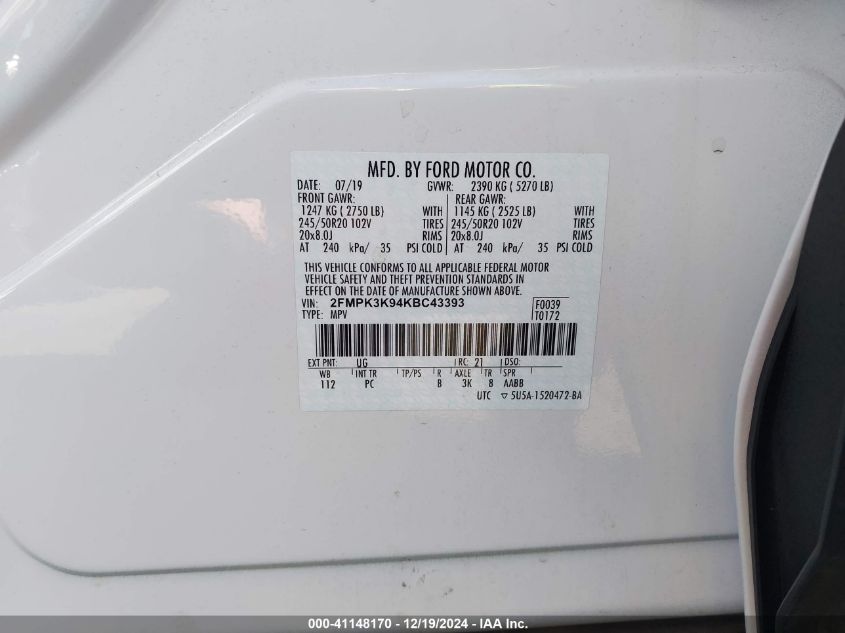 MFD. BY FORD MOTOR CO.
DATE: 07/19 GVWR: 2390 KG ( 5270 LB)
FRONT GAWR: REAR GAWR:
1247 KG ( 2750 LB) WITH 1145 KG ( 2525 LB) WITH
245/50R20 102V TIRES 245/50R20 102V TIRES
20x8.0J RIMS 20x8.0J RIMS
AT 240 kPa/ 35 PSI COLD AT 240 kPa/ 35 PSI COLD
THIS VEHICLE CONFORMS TO ALL APPLICABLE FEDERAL MOTOR
VEHICLE SAFETY AND THEFT PREVENTION STANDARDS IN
EFFECT ON THE DATE OF MANUFACTURE SHOWN ABOVE.
VIN: 2FMPK3K94KBC43393 F0039
TYPE: MPV T0172
EXT PNT: UG RC: 21 DSO:
WB INT TR TP/PS R AXLE TR SPR
112 PC B 3K 8 AABB
UTC ▽ 5U5A-1520472-BA
000-41148170 - 12/19/2024 - IAA Inc.